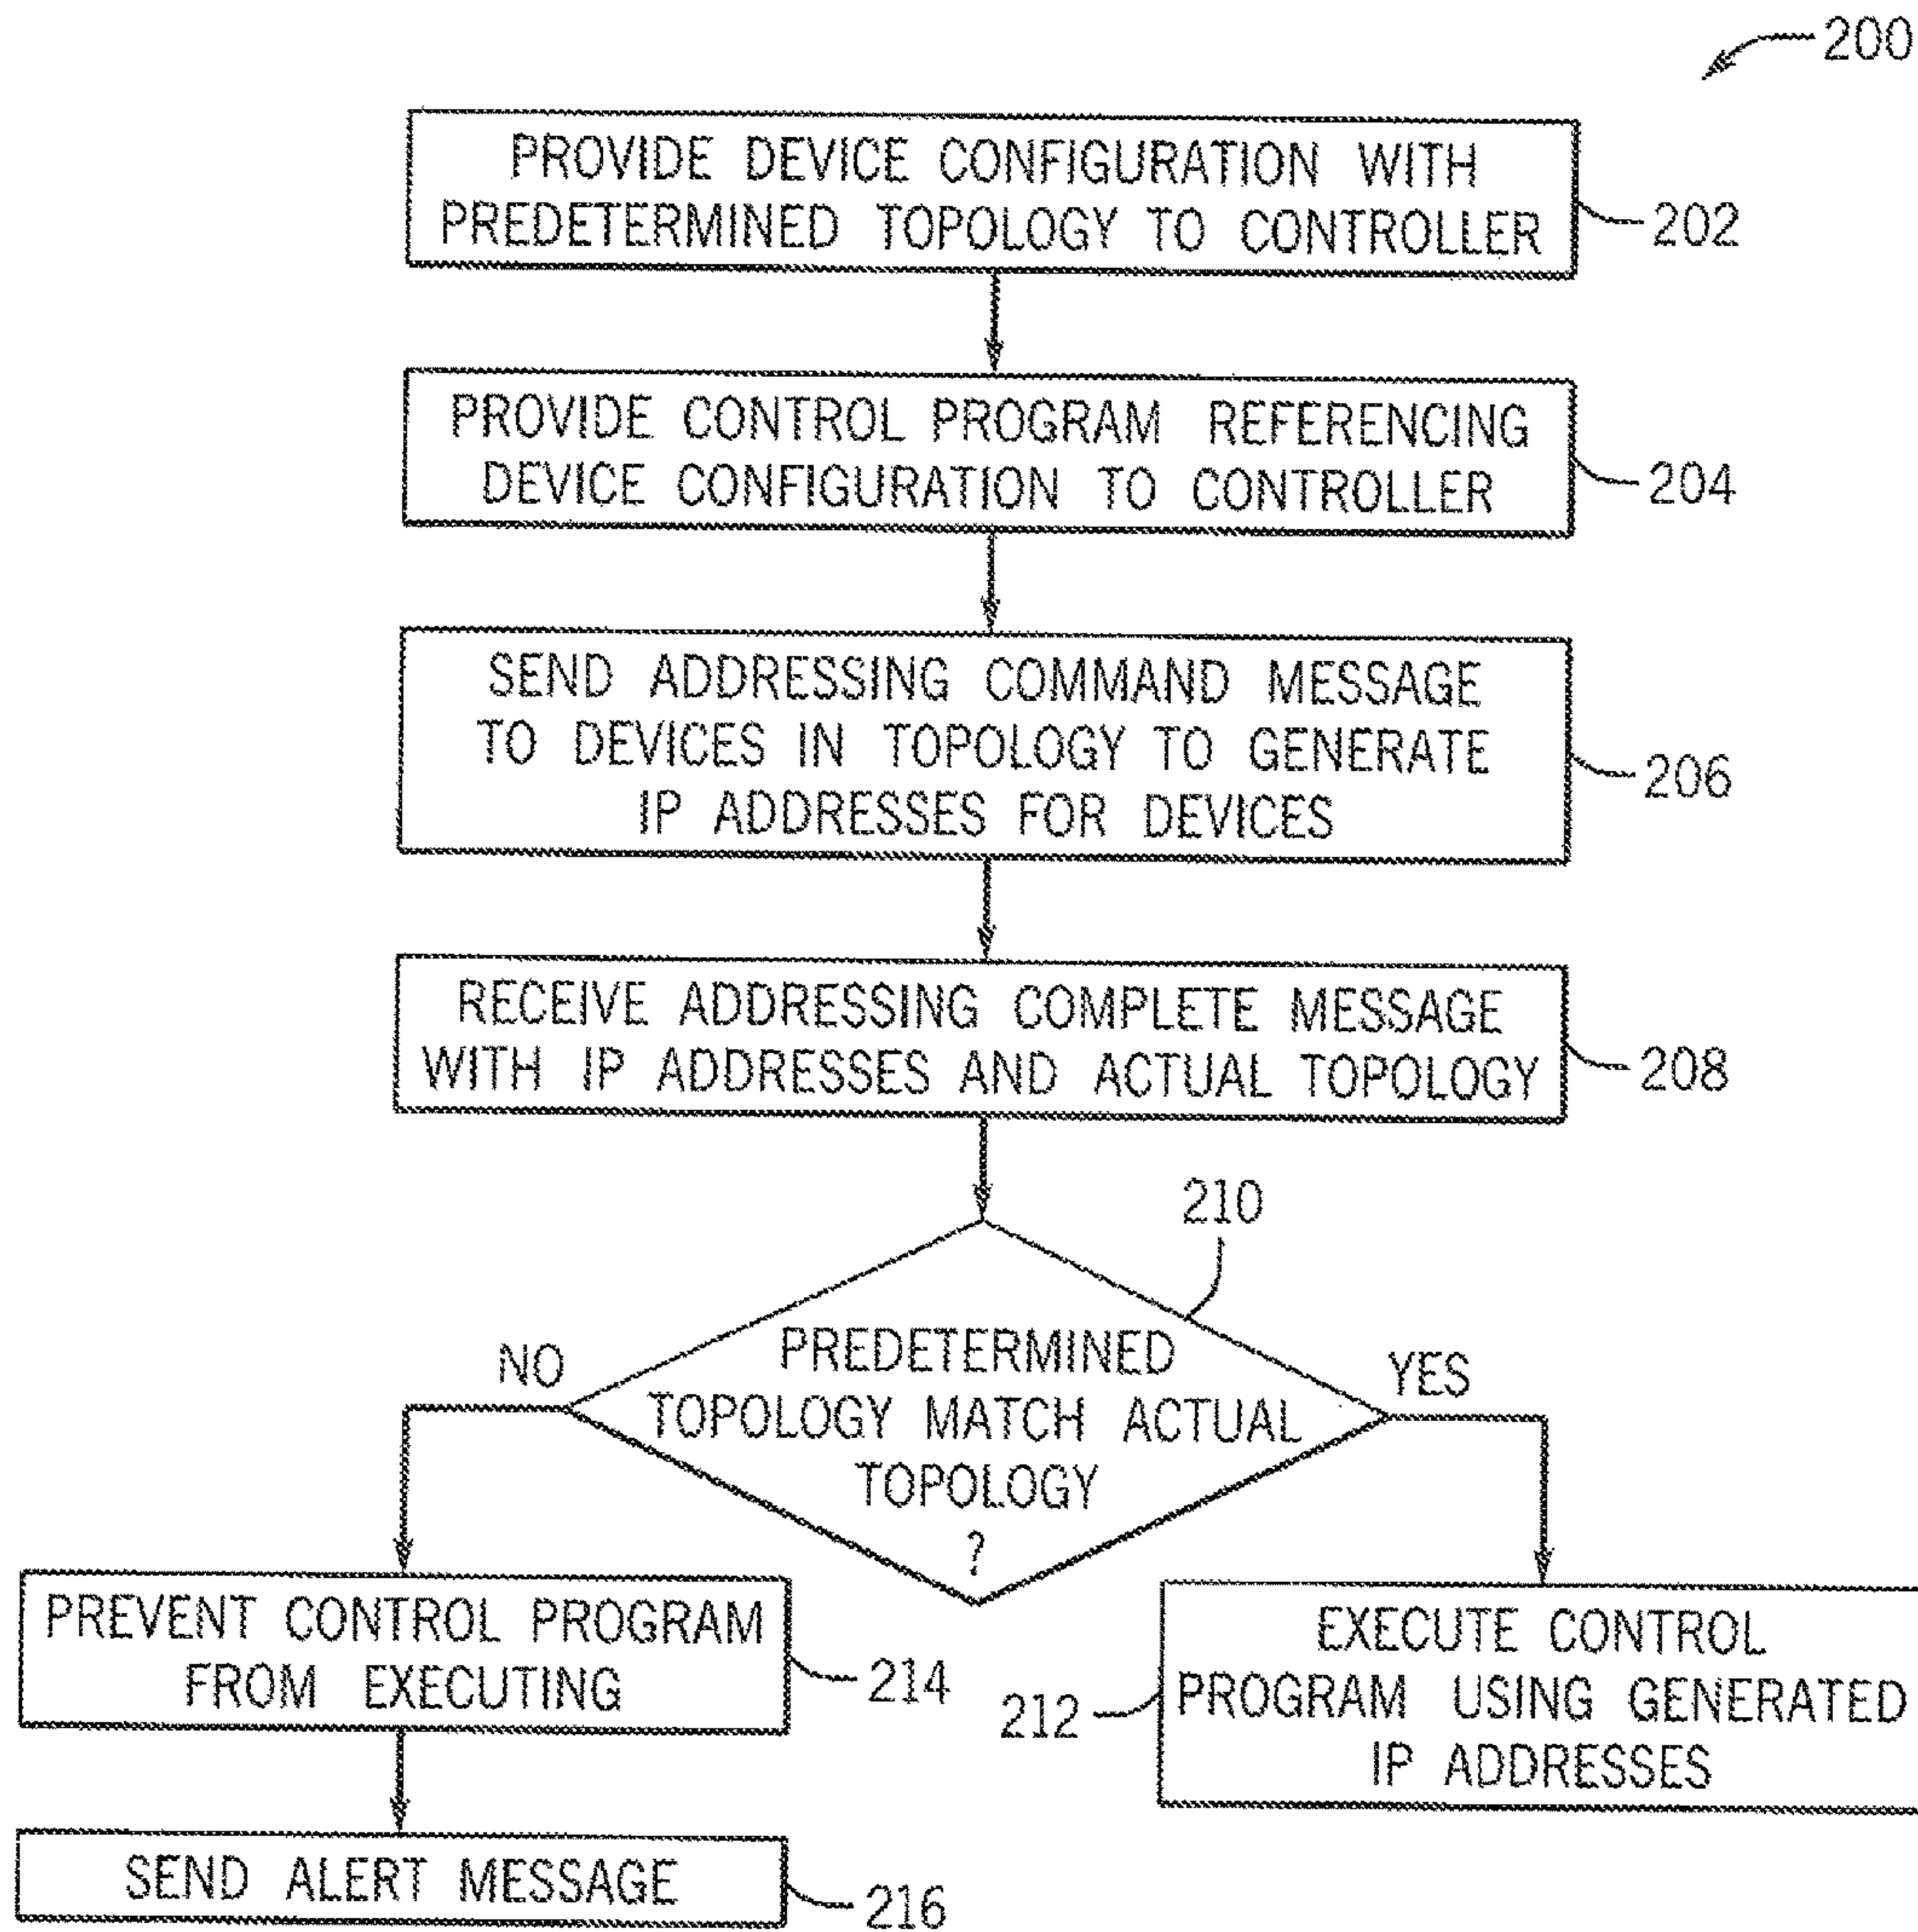 200
PROVIDE DEVICE CONFIGURATION WITH
PREDETERMINED TOPOLOGY TO CONTROLLER
202
PROVIDE CONTROL PROGRAM REFERENCING
DEVICE CONFIGURATION TO CONTROLLER
204
SEND ADDRESSING COMMAND MESSAGE
TO DEVICES IN TOPOLOGY TO GENERATE
IP ADDRESSES FOR DEVICES
206
RECEIVE ADDRESSING COMPLETE MESSAGE
WITH IP ADDRESSES AND ACTUAL TOPOLOGY
208
210
PREDETERMINED
TOPOLOGY MATCH ACTUAL
TOPOLOGY
?
NO
YES
PREVENT CONTROL PROGRAM
FROM EXECUTING
214
EXECUTE CONTROL
PROGRAM USING GENERATED
IP ADDRESSES
212
SEND ALERT MESSAGE
216